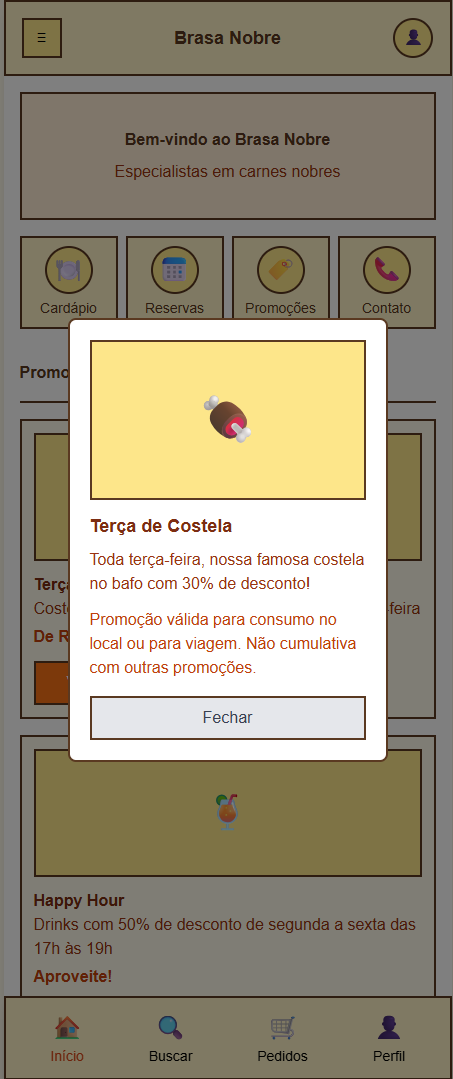 Brasa Nobre
Bem-vindo ao Brasa Nobre
Especialistas em carnes nobres
Cardápio
Reservas
Promoções
Contato
Promo
Terça de Costela
Toda terça-feira, nossa famosa costela
no bafo com 30% de desconto!
Promoção válida para consumo no
local ou para viagem. Não cumulativa
com outras promoções.
Fechar
De R
Happy Hour
Drinks com 50% de desconto de segunda a sexta das
17h às 19h
Aproveite!
Início
Buscar
Pedidos
Perfil